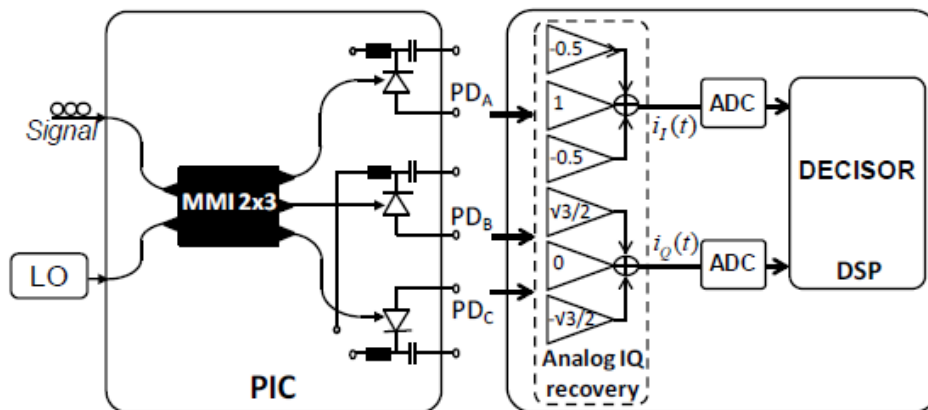 Signal
LO
MMI 2x3
PIC
PD_A
PD_B
PD_C
-0.5
1
-0.5
√3/2
0
-√3/2
Analog IQ
recovery
i_I(t)
i_Q(t)
ADC
ADC
DECISOR
DSP